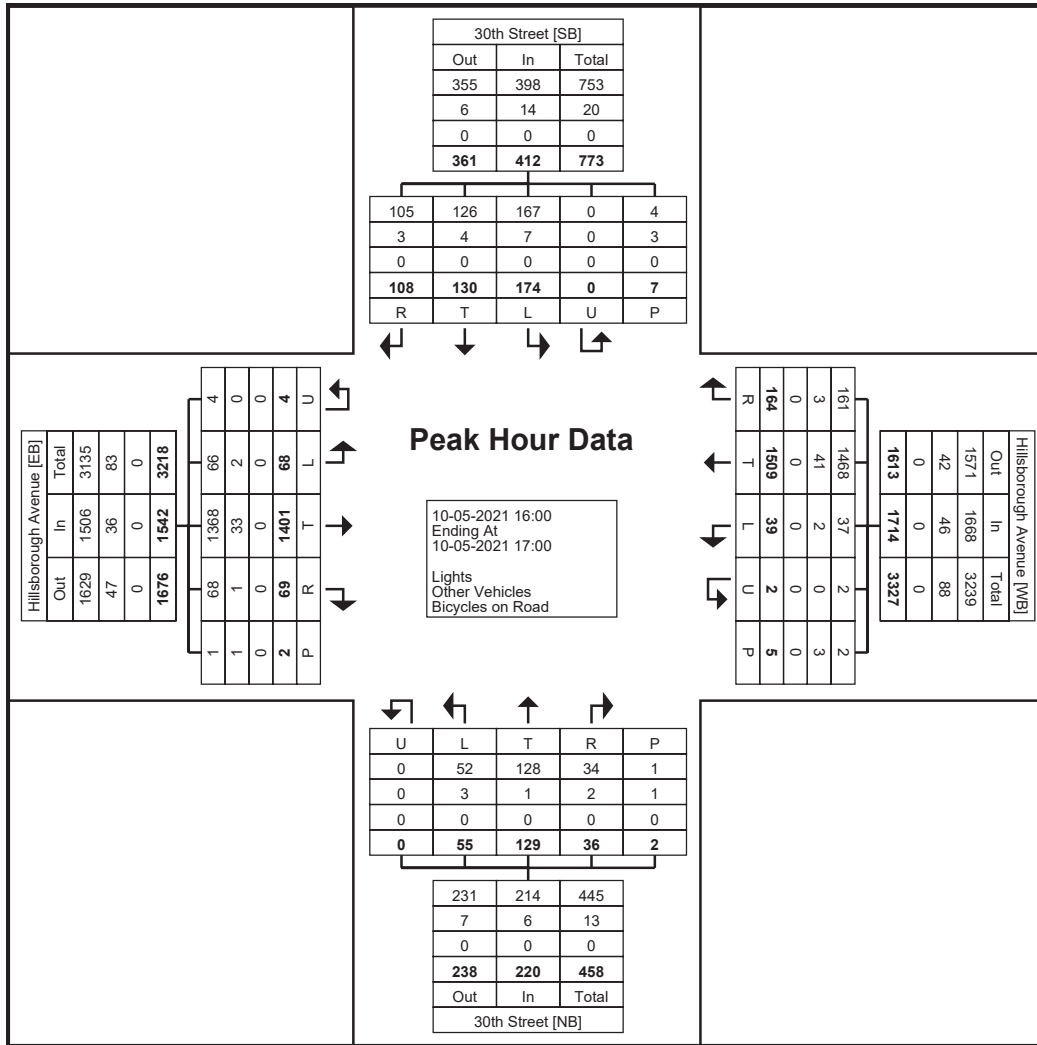 30th Street [SB]
Out In Total
355 398 753
6 14 20
0 0 0
361 412 773
105 126 167 0 4
3 4 7 0 3
0 0 0 0 0
108 130 174 0 7
R T L U P
Hillsborough Avenue [EB]
Total In Out
3135 1506 1629
83 36 47
0 0 0
3218 1542 1676
4 66 1368 68 1
0 2 33 1 1
0 0 0 0 0
4 68 1401 69 2
U L T R P
Peak Hour Data
10-05-2021 16:00
Ending At
10-05-2021 17:00
Lights
Other Vehicles
Bicycles on Road
R T L U P
164 1509 39 2 5
0 0 0 0 0
3 41 2 0 3
161 1468 37 2 2
Hillsborough Avenue [WB]
Out In Total
1571 1668 3239
42 46 88
0 0 0
1613 1714 3327
U L T R P
0 52 128 34 1
0 3 1 2 1
0 0 0 0 0
0 55 129 36 2
231 214 445
7 6 13
0 0 0
238 220 458
Out In Total
30th Street [NB]